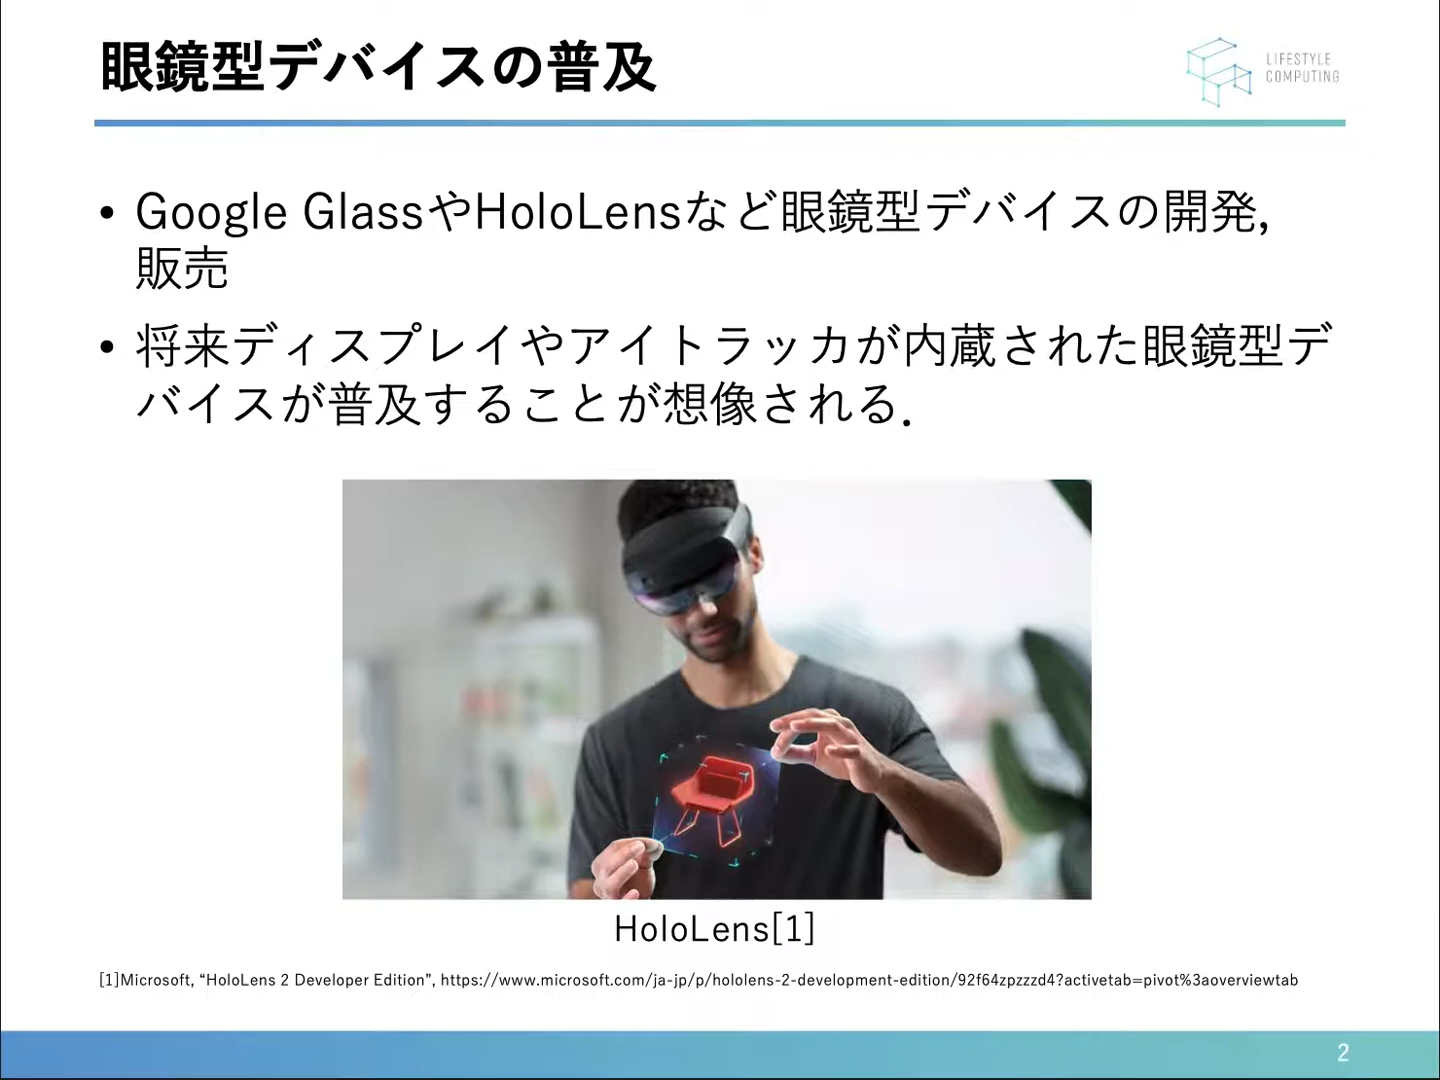 眼鏡型デバイスの普及
LIFESTYLE
COMPUTING
• Google GlassやHoloLensなど眼鏡型デバイスの開発,
販売
• 将来ディスプレイやアイトラッカが内蔵された眼鏡型デ
バイスが普及することが想像される.
HoloLens[1]
[1]Microsoft, “HoloLens 2 Developer Edition”, https://www.microsoft.com/ja-jp/p/hololens-2-development-edition/92f64zpzzzd4?activetab=pivot%3aoverviewtab
2